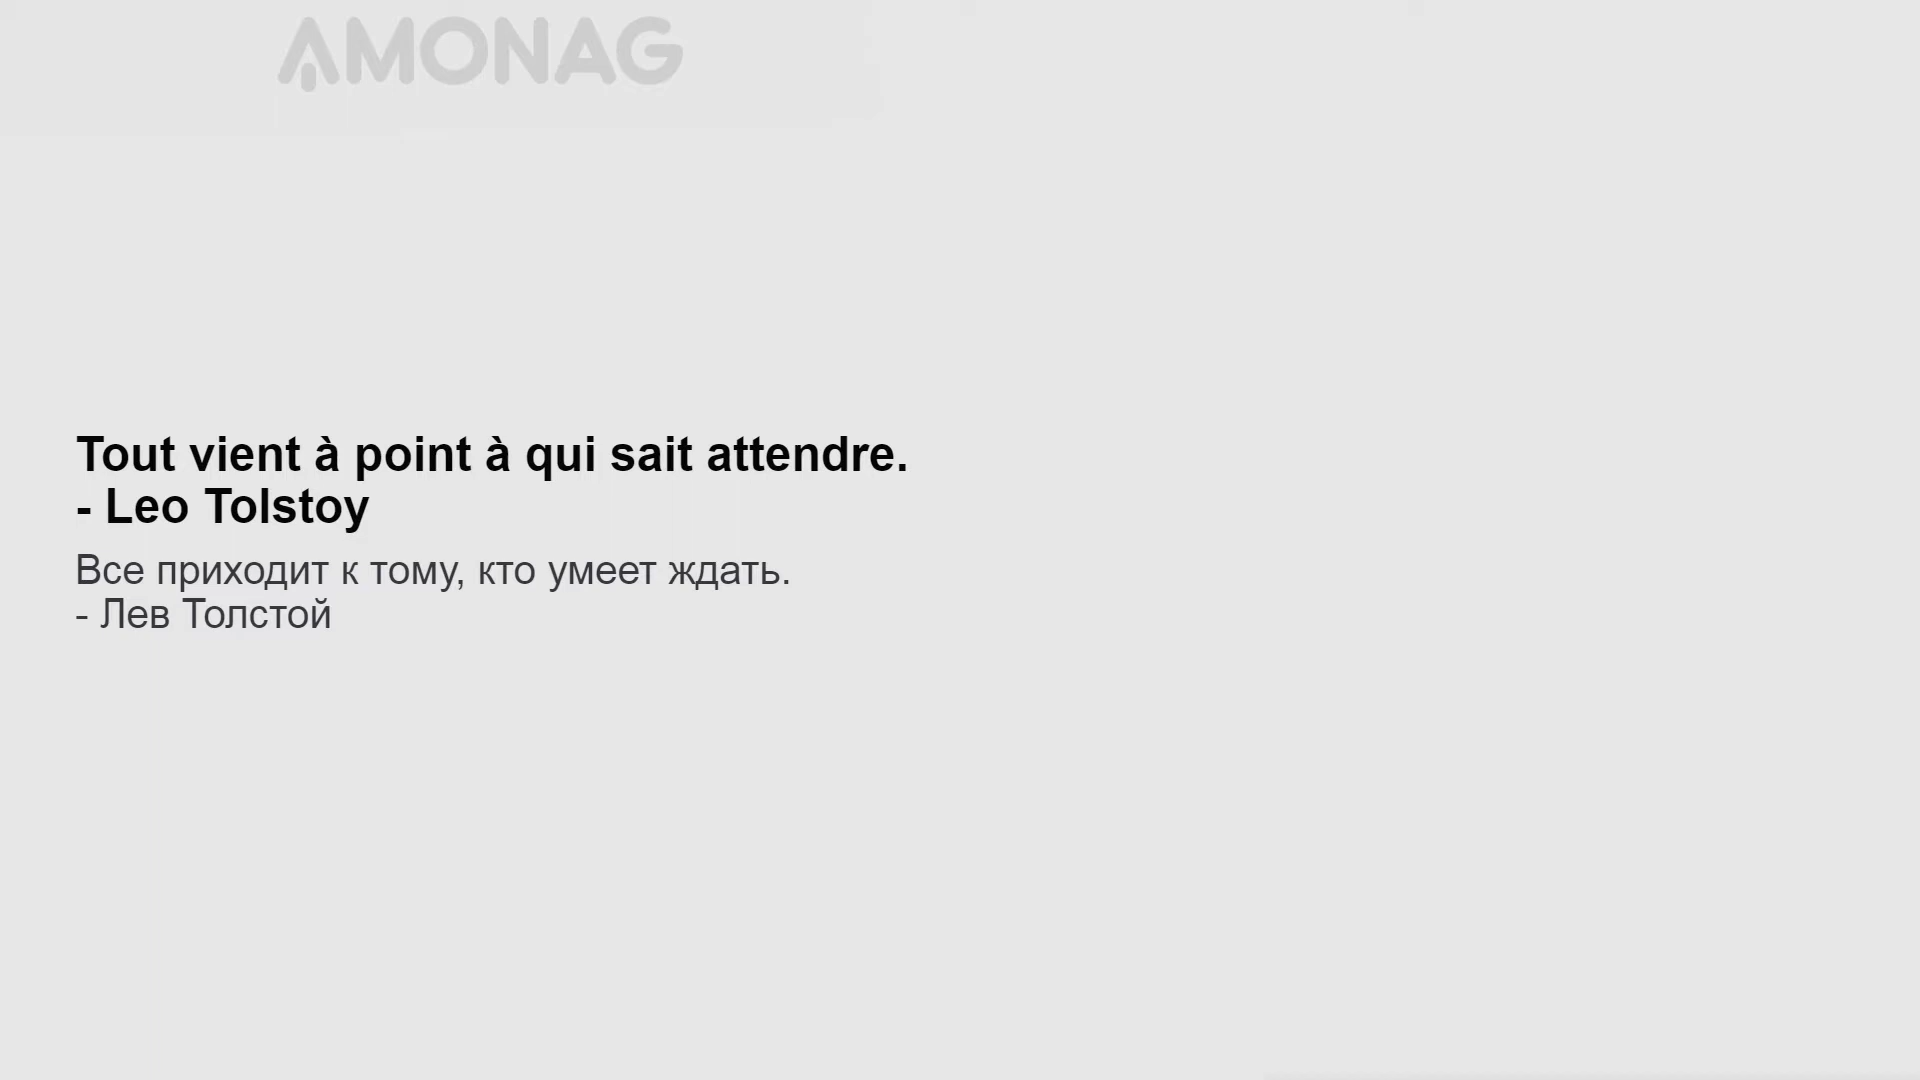 AMONAG
Tout vient à point à qui sait attendre.
- Leo Tolstoy
Все приходит к тому, кто умеет ждать.
- Лев Толстой